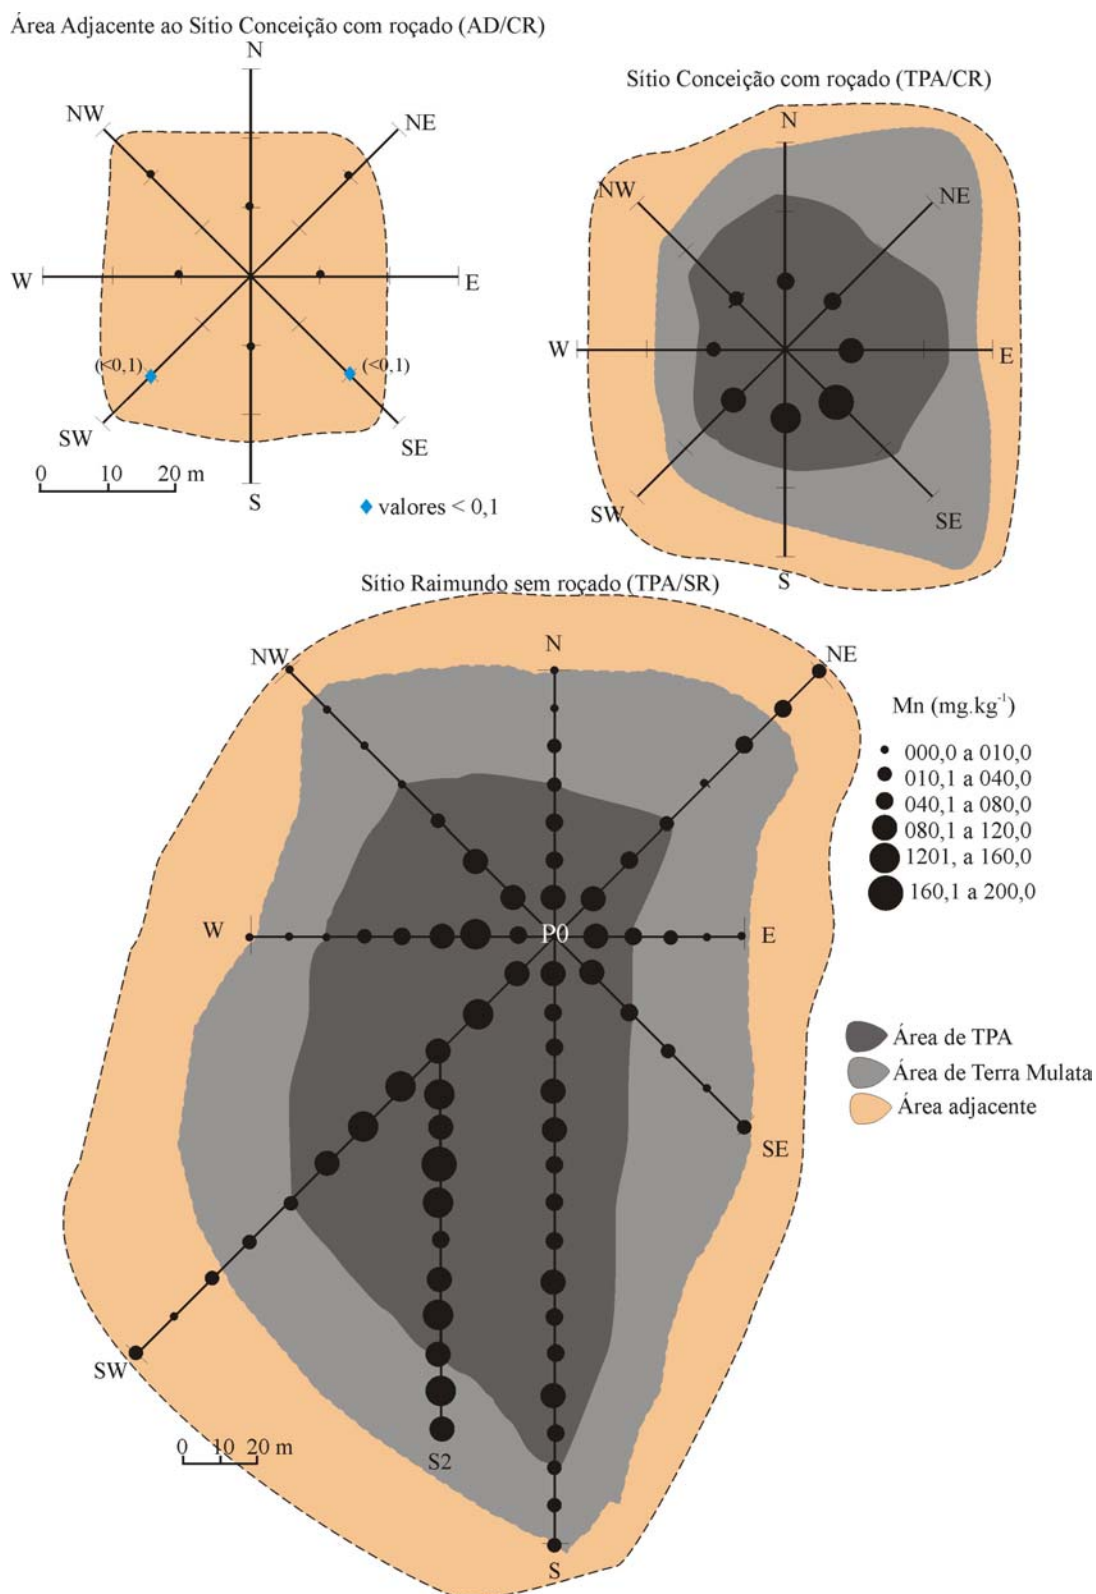 Área Adjacente ao Sítio Conceição com roçado (AD/CR)
N
NW
NE
W
E
(<0,1)
(<0,1)
SW
SE
S
0 10 20 m
valores < 0,1
Sítio Conceição com roçado (TPA/CR)
N
NW
NE
W
E
SW
SE
S
Sítio Raimundo sem roçado (TPA/SR)
NW
N
NE
W
P0
E
SE
SW
S2
S
0 10 20 m
Mn (mg.kg-1)
000,0 a 010,0
010,1 a 040,0
040,1 a 080,0
080,1 a 120,0
1201, a 160,0
160,1 a 200,0
Área de TPA
Área de Terra Mulata
Área adjacente